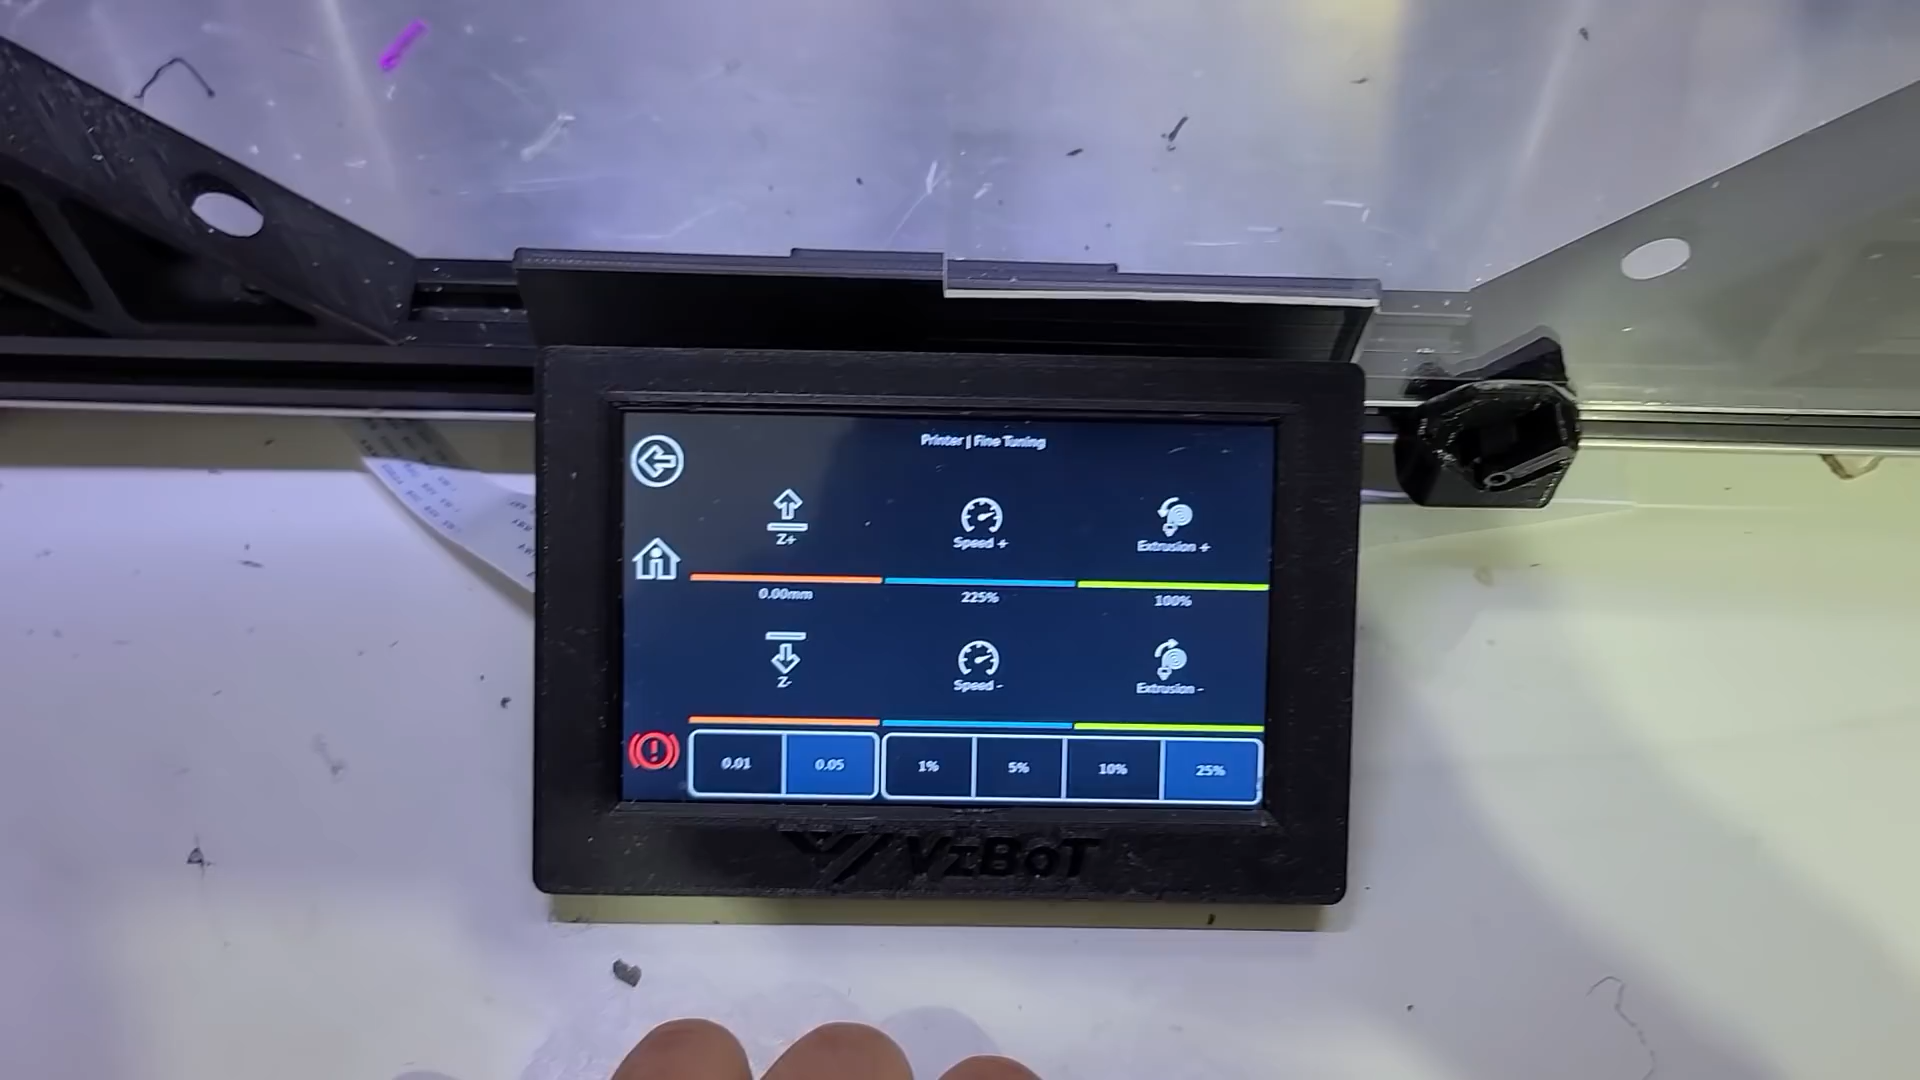 Printer | Fine Tuning
Z+
Speed +
Extrusion +
0.00mm
225%
100%
Z-
Speed -
Extrusion -
0.01
0.05
1%
5%
10%
25%
VzBoT